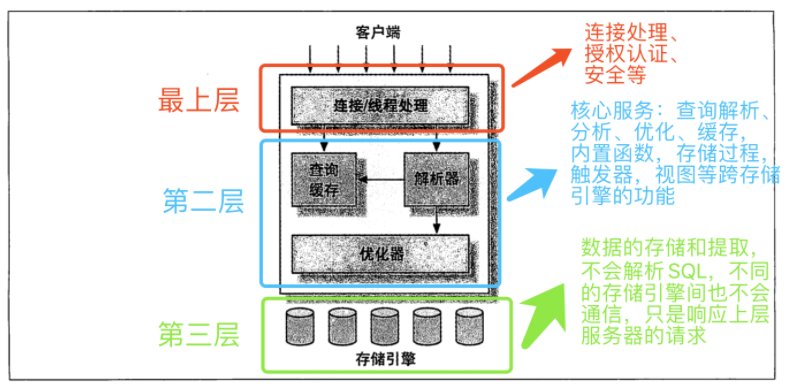 客户端
连接处理、
授权认证、
安全等
最上层
连接/线程处理
核心服务：查询解析、
分析、优化、缓存，
内置函数，存储过程，
触发器，视图等跨存储
引擎的功能
第二层
查询
缓存
解析器
优化器
数据的存储和提取，
不会解析SQL，不同
的存储引擎间也不会
通信，只是响应上层
服务器的请求
第三层
存储引擎